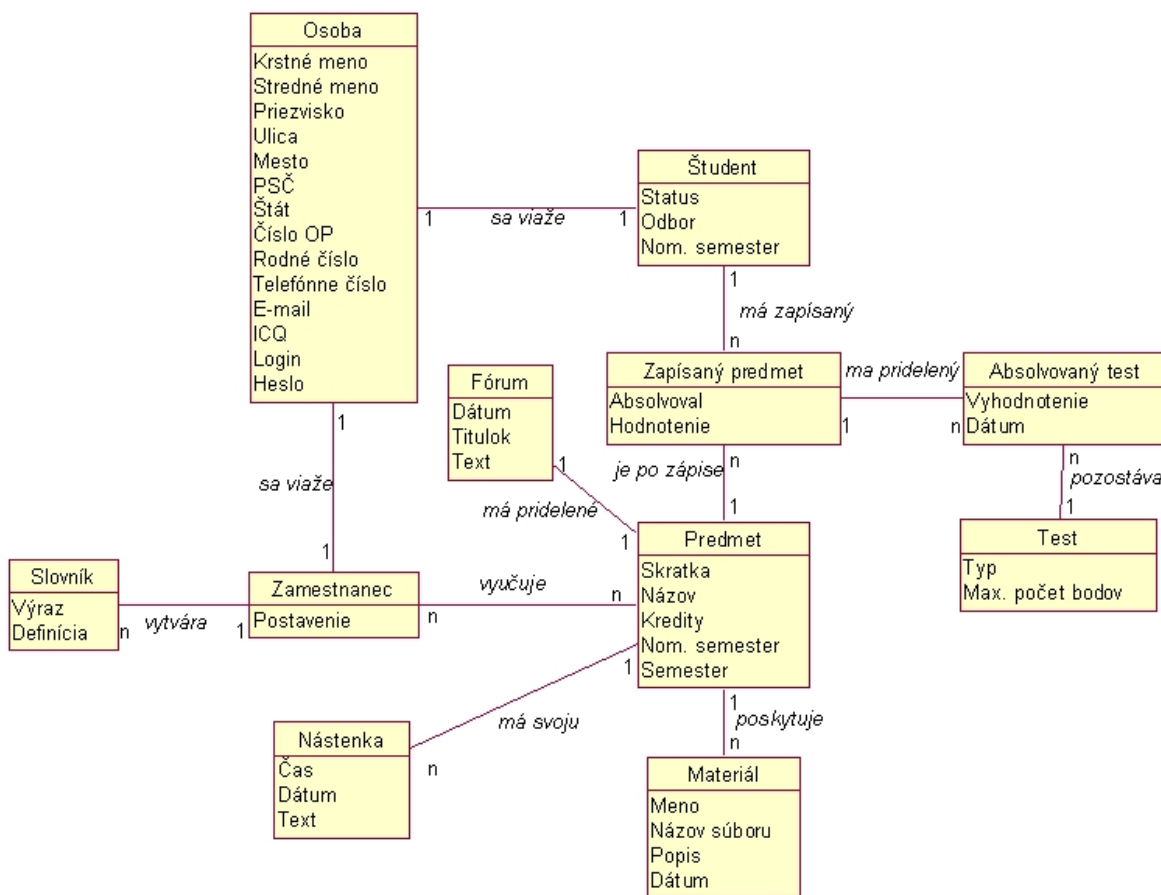 Osoba
Krstné meno
Stredné meno
Priezvisko
Ulica
Mesto
PSČ
Štát
Číslo OP
Rodné číslo
Telefónne číslo
E-mail
ICQ
Login
Heslo
1
sa viaže
1
Študent
Status
Odbor
Nom. semester
1
má zapísaný
n
Zapísaný predmet
Absolvoval
Hodnotenie
ma pridelený
1
n
Absolvovaný test
Vyhodnotenie
Dátum
n
pozostáva
1
Test
Typ
Max. počet bodov
Fórum
Dátum
Titulok
Text
1
má pridelené
1
n
je po zápise
1
Predmet
Skratka
Názov
Kredity
Nom. semester
Semester
1
sa viaže
1
Zamestnanec
Postavenie
vyučuje
n
n
Slovník
Výraz
Definícia
n
vytvára
1
1
má svoju
n
Nástenka
Čas
Dátum
Text
1
poskytuje
n
Materiál
Meno
Názov súboru
Popis
Dátum